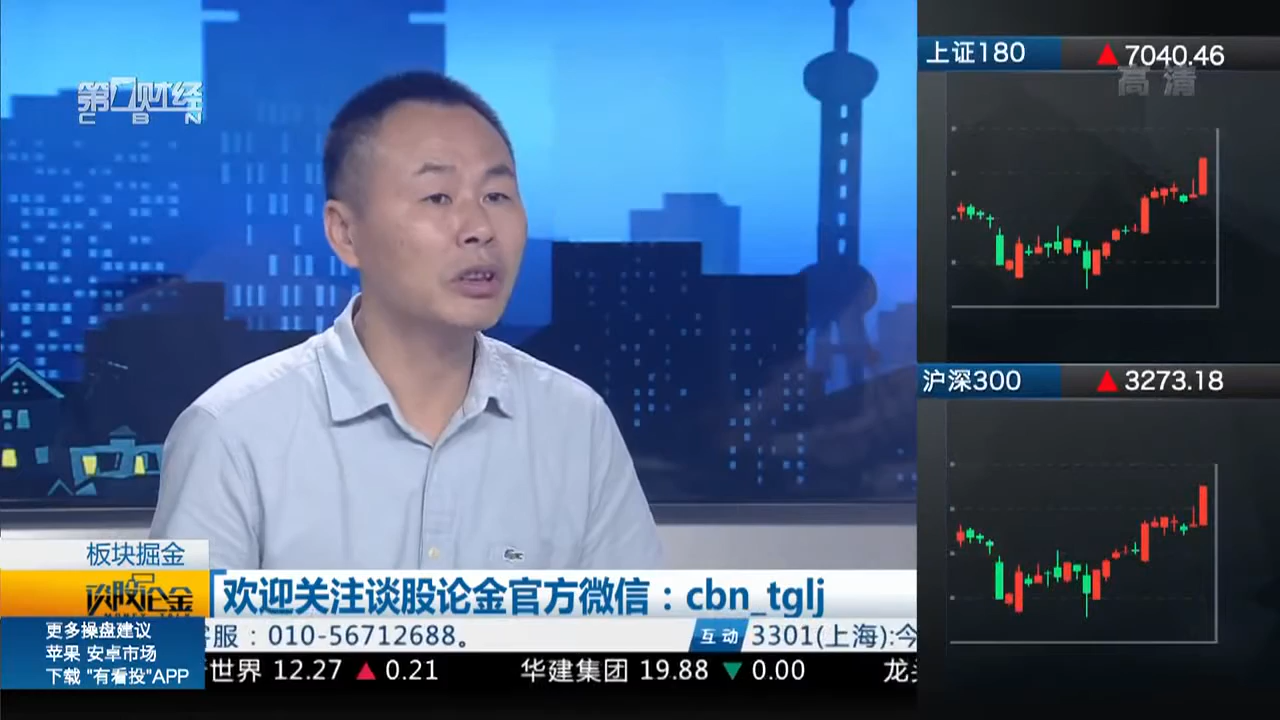 第一财经
CBN
上证180 ▲7040.46
高清
沪深300 ▲3273.18
板块掘金
谈股论金
欢迎关注谈股论金官方微信：cbn_tglj
客服：010-56712688。 互动 3301(上海):今
更多操盘建议
苹果 安卓市场
下载 "有看投"APP
世界 12.27 ▲ 0.21 华建集团 19.88 ▼ 0.00 龙头